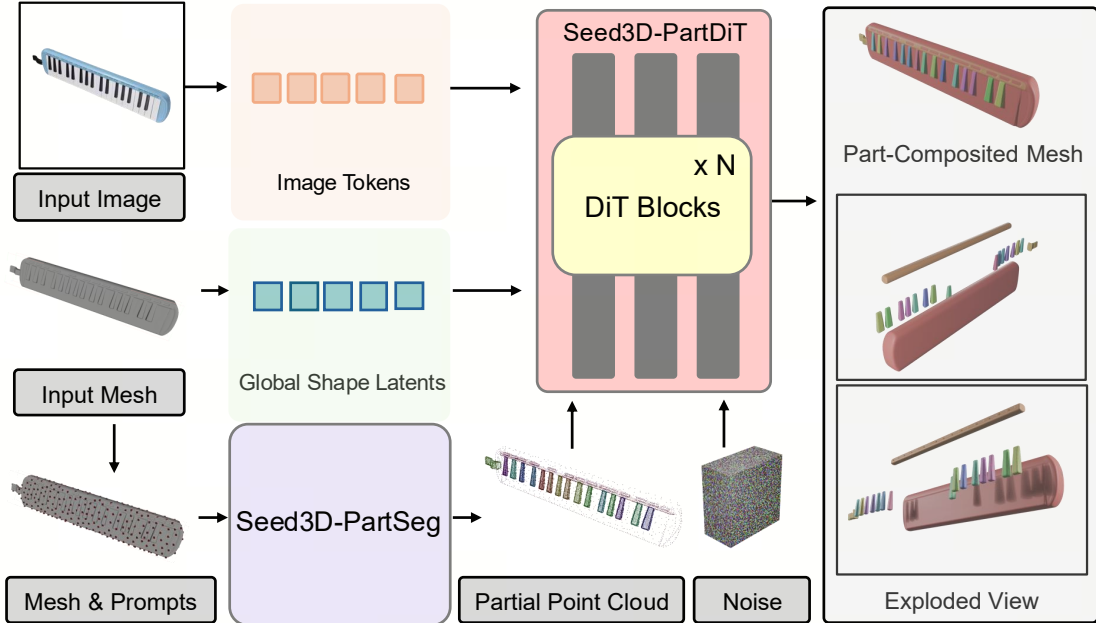 Seed3D-PartDiT
Image Tokens
Input Image
x N
DiT Blocks
Part-Composited Mesh
Global Shape Latents
Input Mesh
Seed3D-PartSeg
Mesh & Prompts
Partial Point Cloud
Noise
Exploded View